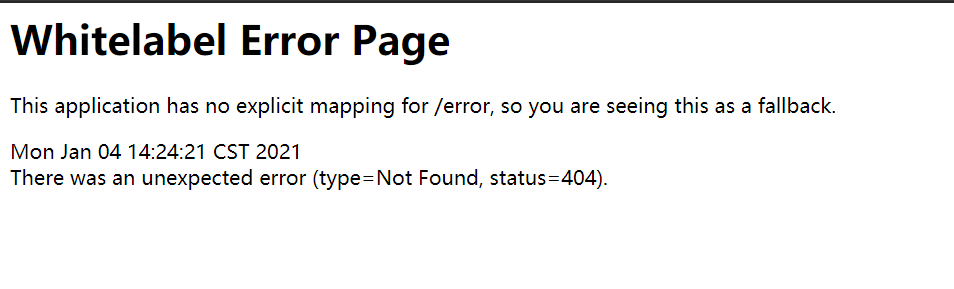 Whitelabel Error Page
This application has no explicit mapping for /error, so you are seeing this as a fallback.
Mon Jan 04 14:24:21 CST 2021
There was an unexpected error (type=Not Found, status=404).